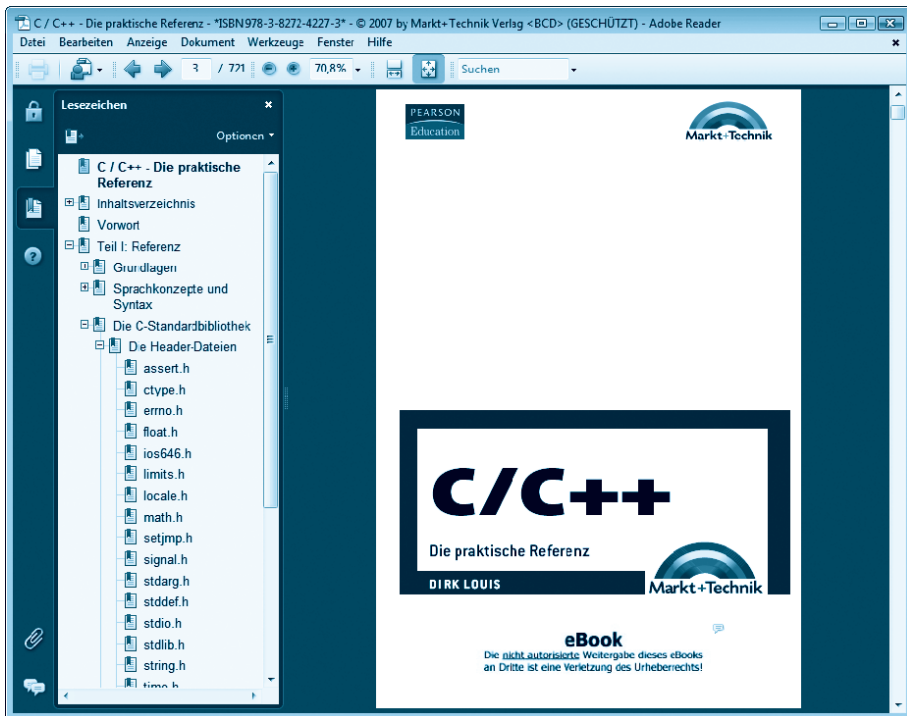 C / C++ - Die praktische Referenz - *ISBN978-3-8272-4227-3* - © 2007 by Markt+Technik Verlag <BCD> (GESCHÜTZT) - Adobe Reader
Datei Bearbeiten Anzeige Dokument Werkzeuge Fenster Hilfe
3 / 721 70,8% Suchen
Lesezeichen
Optionen
C / C++ - Die praktische
Referenz
Inhaltsverzeichnis
Vorwort
Teil I: Referenz
Grundlagen
Sprachkonzepte und
Syntax
Die C-Standardbibliothek
Die Header-Dateien
assert.h
ctype.h
errno.h
float.h
ios646.h
limits.h
locale.h
math.h
setjmp.h
signal.h
stdarg.h
stddef.h
stdio.h
stdlib.h
string.h
time.h
PEARSON
Education
Markt+Technik
C/C++
Die praktische Referenz
DIRK LOUIS
Markt+Technik
eBook
Die nicht autorisierte Weitergabe dieses eBooks
an Dritte ist eine Verletzung des Urheberrechts!